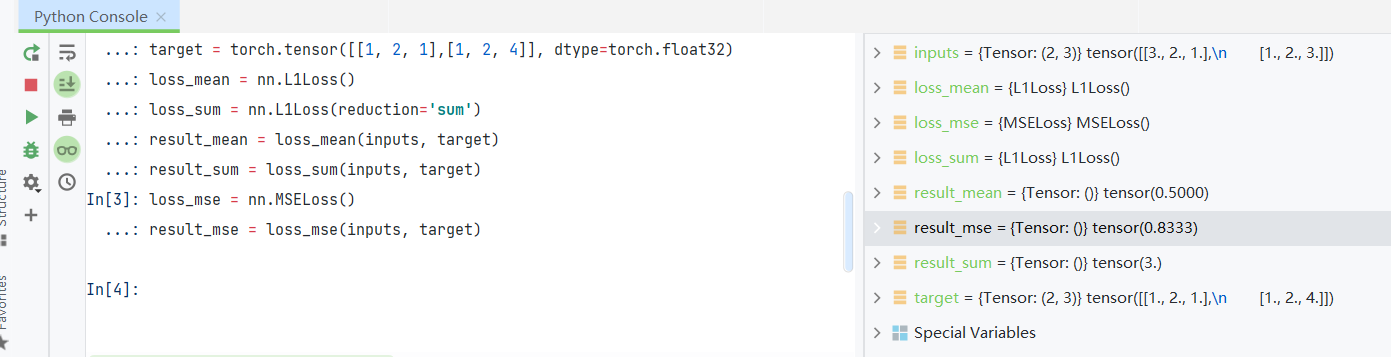 Python Console ×
...: target = torch.tensor([[1, 2, 1],[1, 2, 4]], dtype=torch.float32)
...: loss_mean = nn.L1Loss()
...: loss_sum = nn.L1Loss(reduction='sum')
...: result_mean = loss_mean(inputs, target)
...: result_sum = loss_sum(inputs, target)
In[3]: loss_mse = nn.MSELoss()
...: result_mse = loss_mse(inputs, target)
In[4]:
inputs = {Tensor: (2, 3)} tensor([[3., 2., 1.],\n        [1., 2., 3.]])
loss_mean = {L1Loss} L1Loss()
loss_mse = {MSELoss} MSELoss()
loss_sum = {L1Loss} L1Loss()
result_mean = {Tensor: ()} tensor(0.5000)
result_mse = {Tensor: ()} tensor(0.8333)
result_sum = {Tensor: ()} tensor(3.)
target = {Tensor: (2, 3)} tensor([[1., 2., 1.],\n        [1., 2., 4.]])
Special Variables
Structure
Favorites